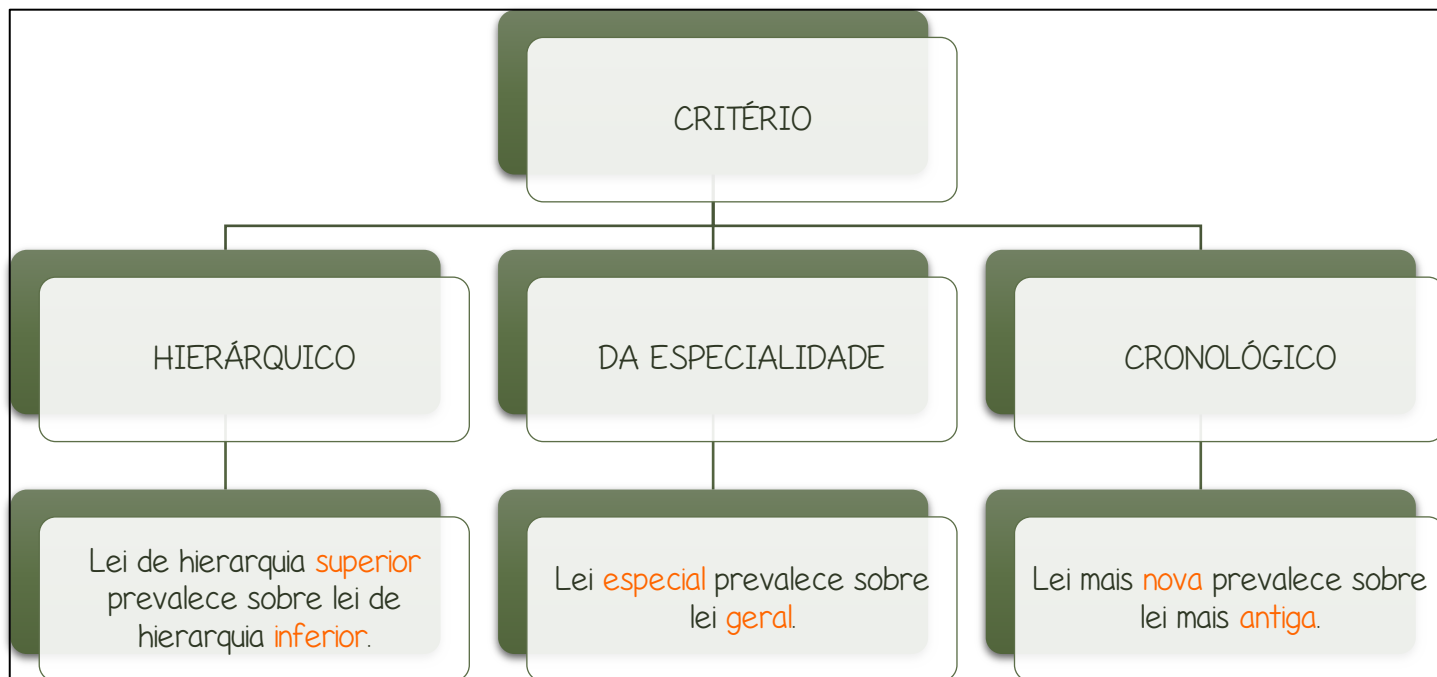 CRITÉRIO
HIERÁRQUICO
DA ESPECIALIDADE
CRONOLÓGICO
Lei de hierarquia superior
prevalece sobre lei de
hierarquia inferior.
Lei especial prevalece sobre
lei geral.
Lei mais nova prevalece sobre
lei mais antiga.